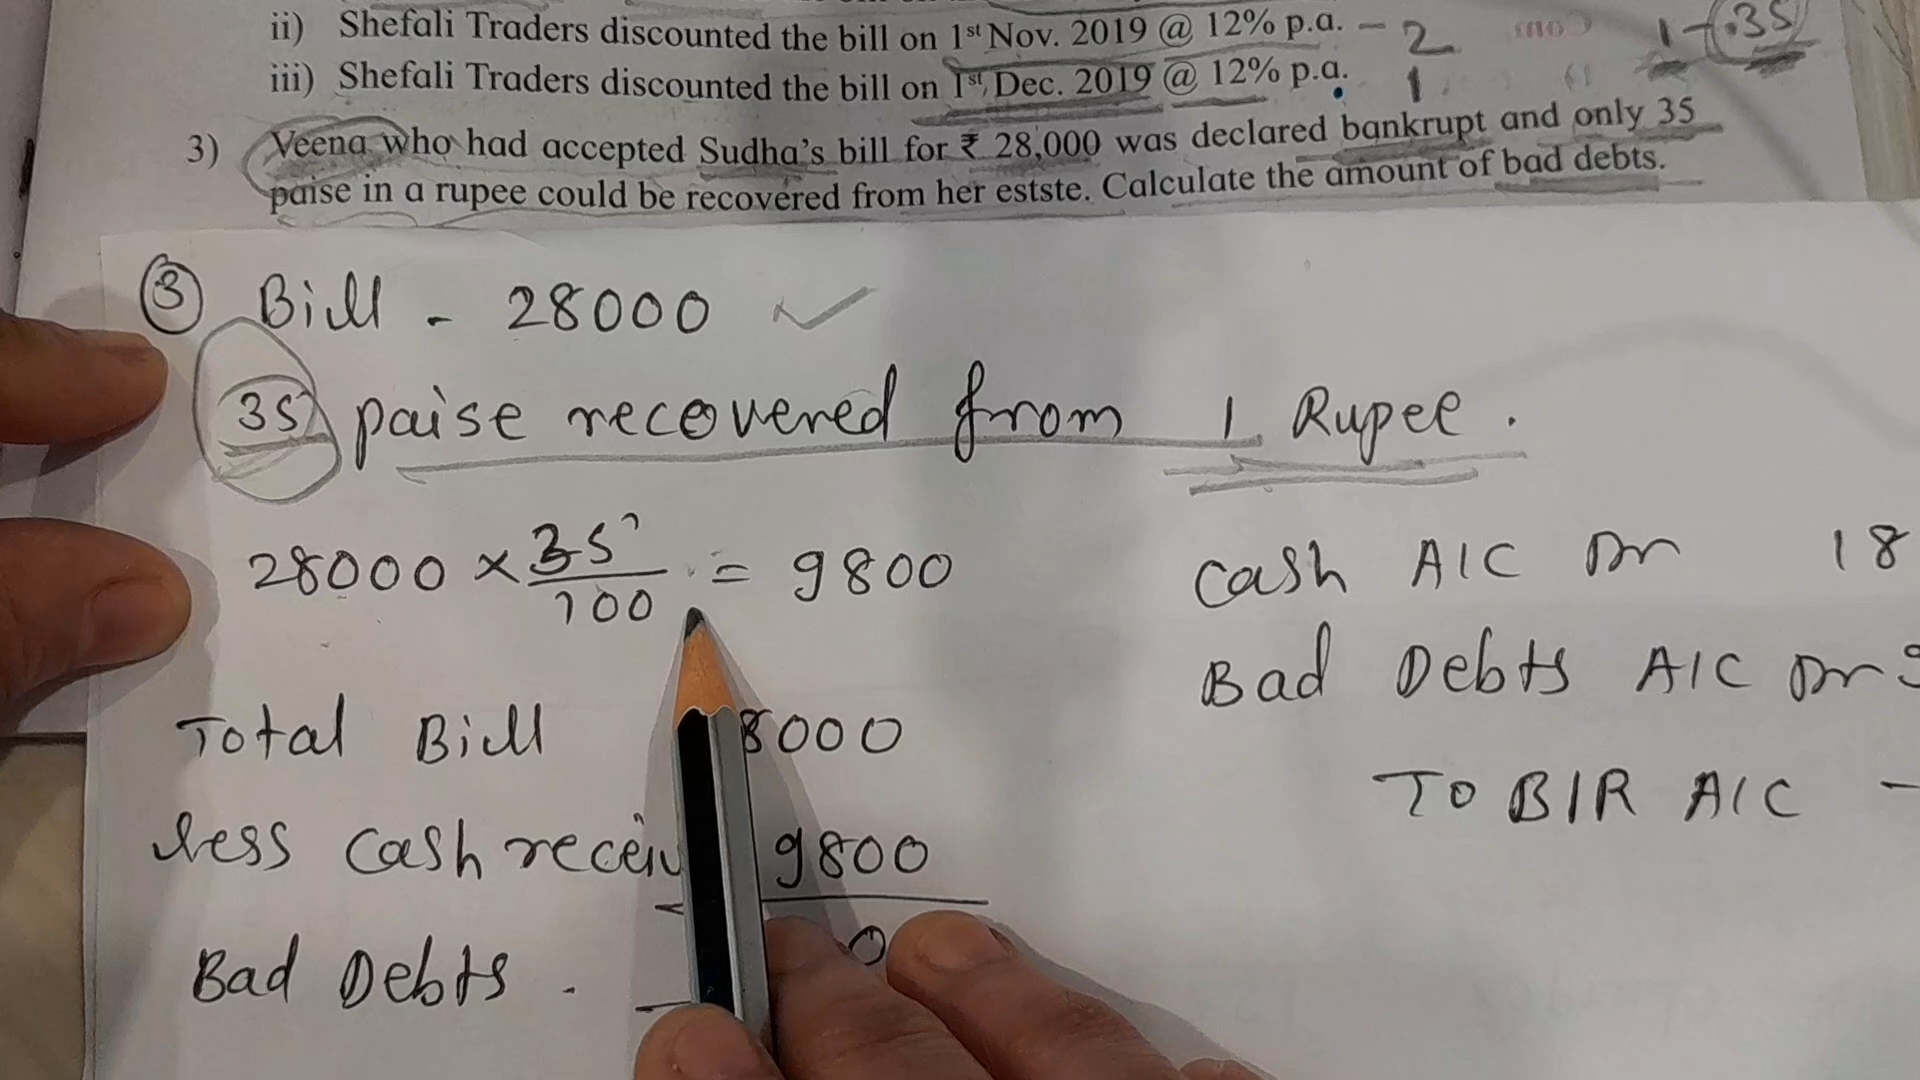 ii) Shefali Traders discounted the bill on 1st Nov. 2019 @ 12% p.a. - 2
1 - .35
iii) Shefali Traders discounted the bill on 1st Dec. 2019 @ 12% p.a. 1
3) Veena who had accepted Sudha's bill for ₹ 28,000 was declared bankrupt and only 35
paise in a rupee could be recovered from her estste. Calculate the amount of bad debts.
3 Bill - 28000 ✓
35 paise recovered from 1 Rupee.
28000 × 35/100 = 9800
Cash A/C Dr 18
Bad Debts A/C Dr
Total Bill 8000
To B/R A/C -
Less Cash 9800
Bad Debts . 0